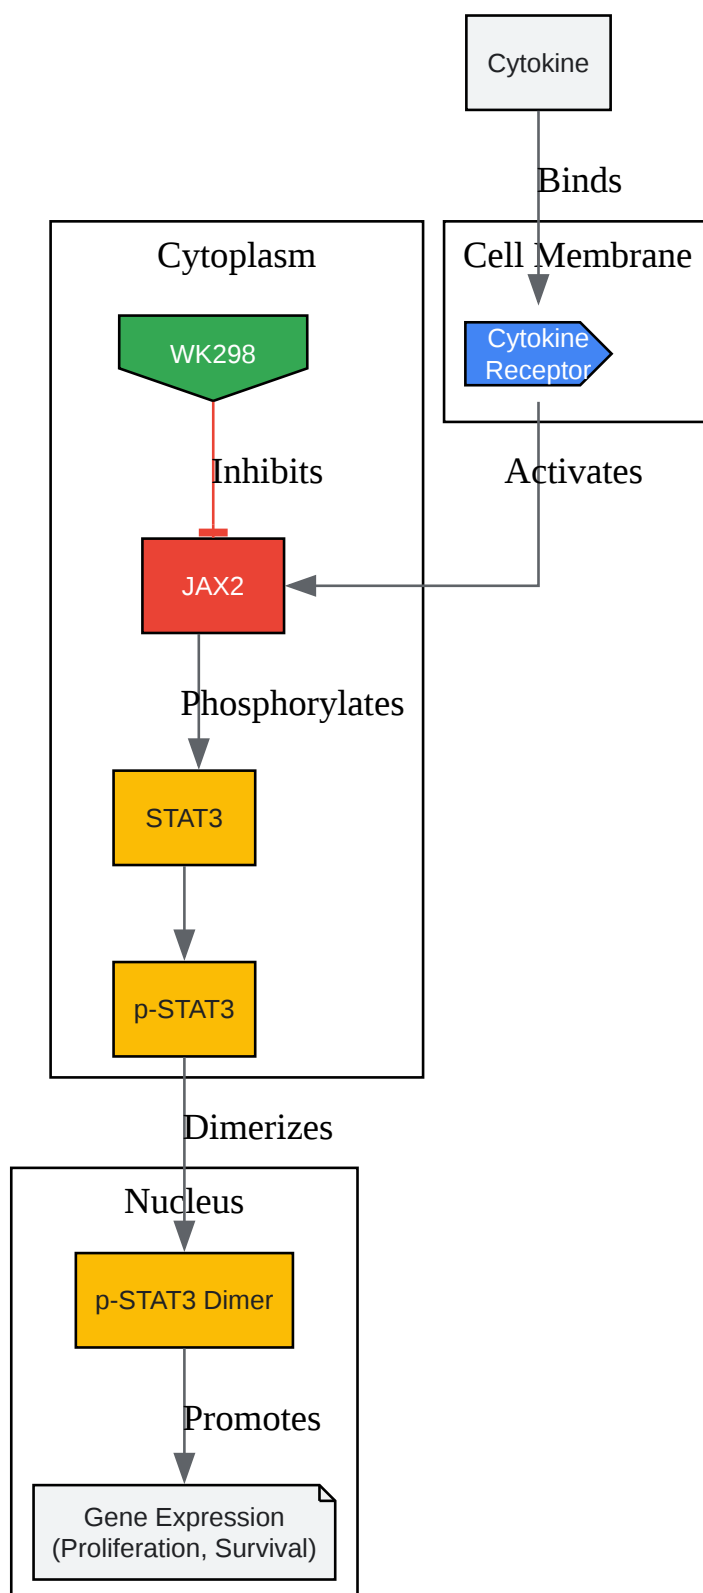 Cytokine
Binds
Cytoplasm
Cell Membrane
WK298
Cytokine
Receptor
Inhibits
Activates
JAX2
Phosphorylates
STAT3
p-STAT3
Dimerizes
Nucleus
p-STAT3 Dimer
Promotes
Gene Expression
(Proliferation, Survival)